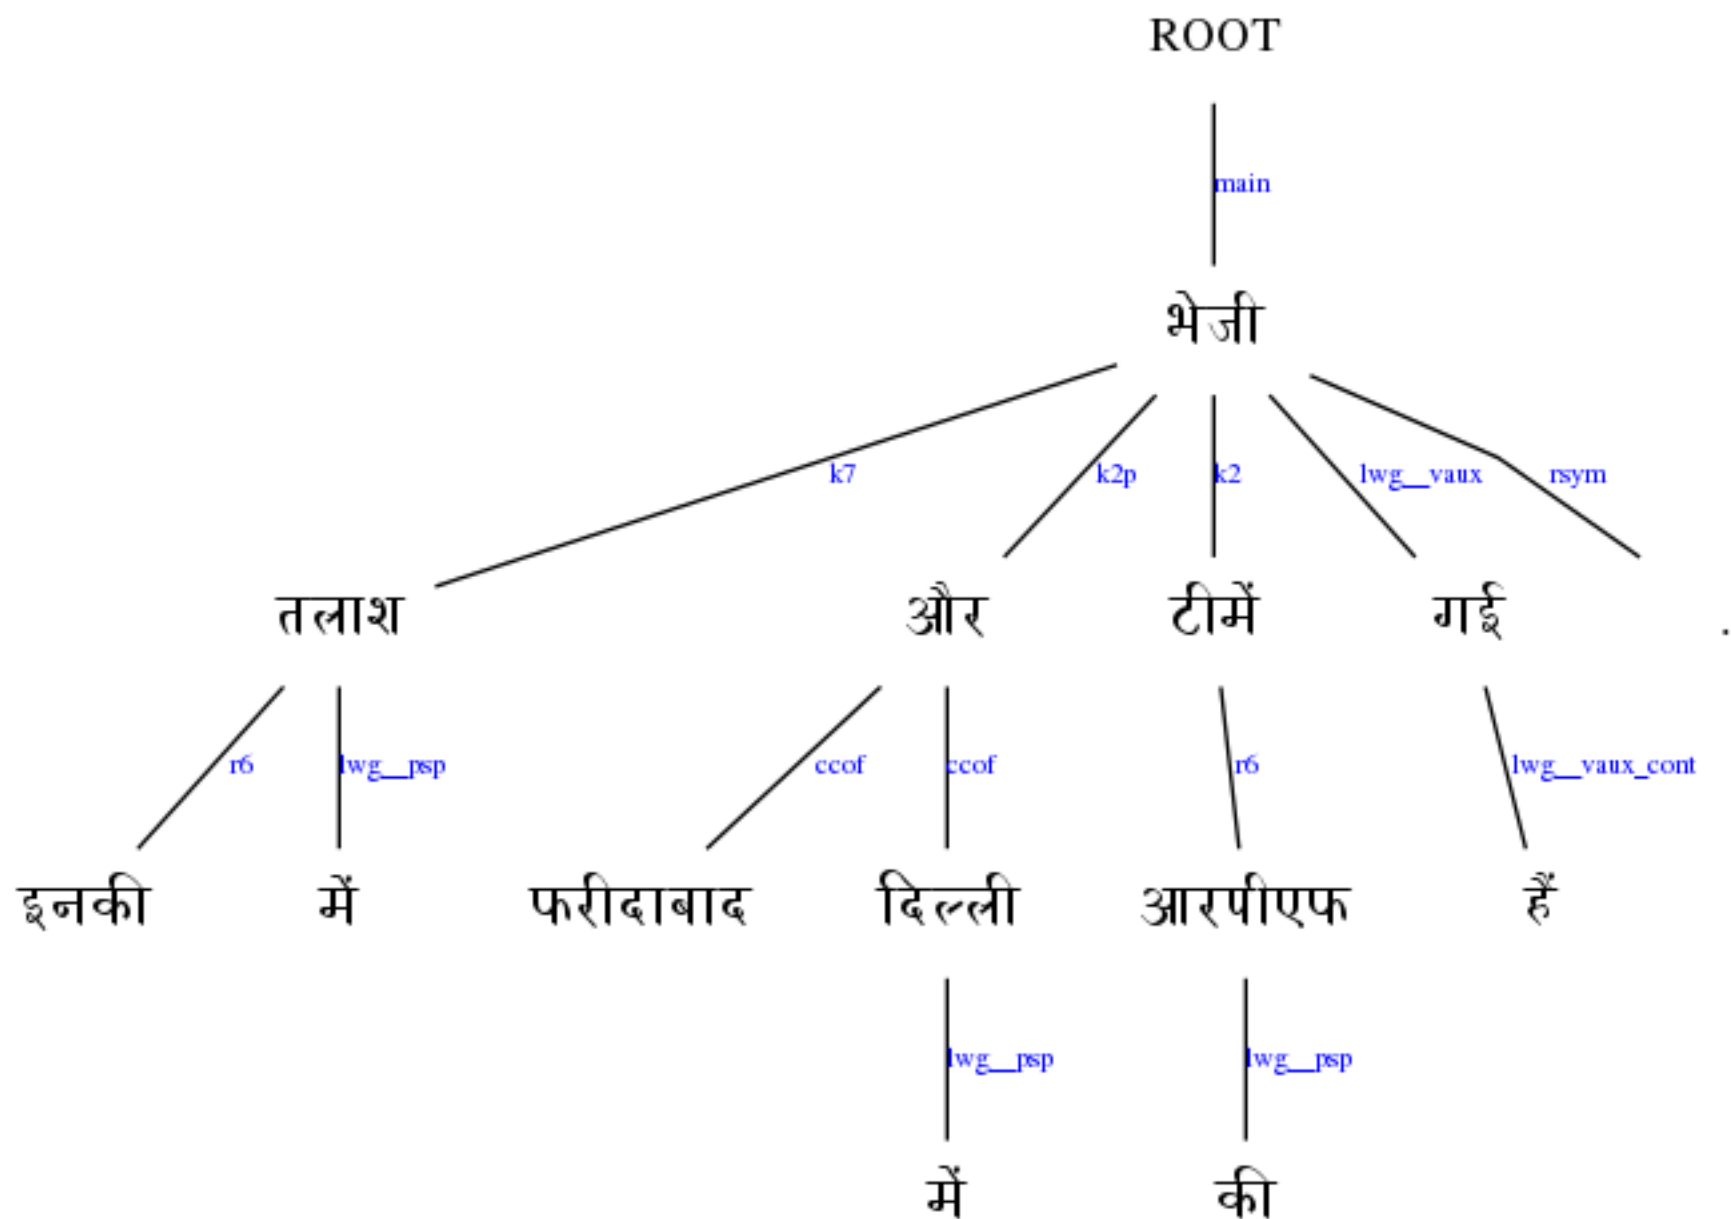 ROOT
main
भेजी
k7 k2p k2 lwg__vaux rsym
तलाश और टीमें गई .
r6 lwg__psp ccof ccof r6 lwg__vaux_cont
इनकी में फरीदाबाद दिल्ली आरपीएफ हैं
lwg__psp lwg__psp
में की